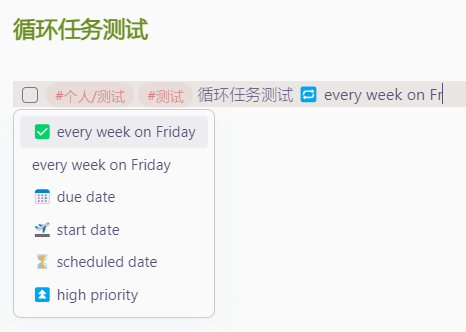 循环任务测试
#个人/测试 #测试 循环任务测试 🔁 every week on Fr
✅ every week on Friday
every week on Friday
📅 due date
🛫 start date
⏳ scheduled date
⏫ high priority